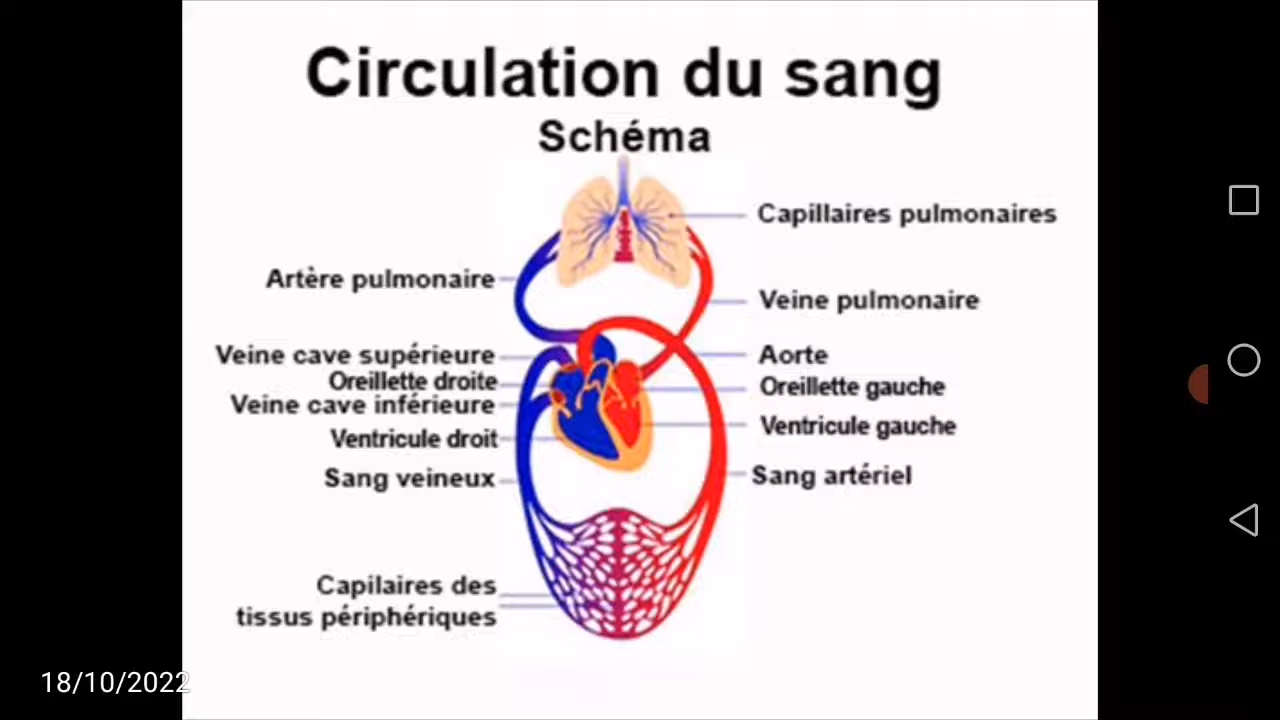 Circulation du sang
Schéma
Capillaires pulmonaires
Artère pulmonaire
Veine pulmonaire
Veine cave supérieure
Aorte
Oreillette droite
Oreillette gauche
Veine cave inférieure
Ventricule droit
Ventricule gauche
Sang veineux
Sang artériel
Capilaires des
tissus périphériques
18/10/2022